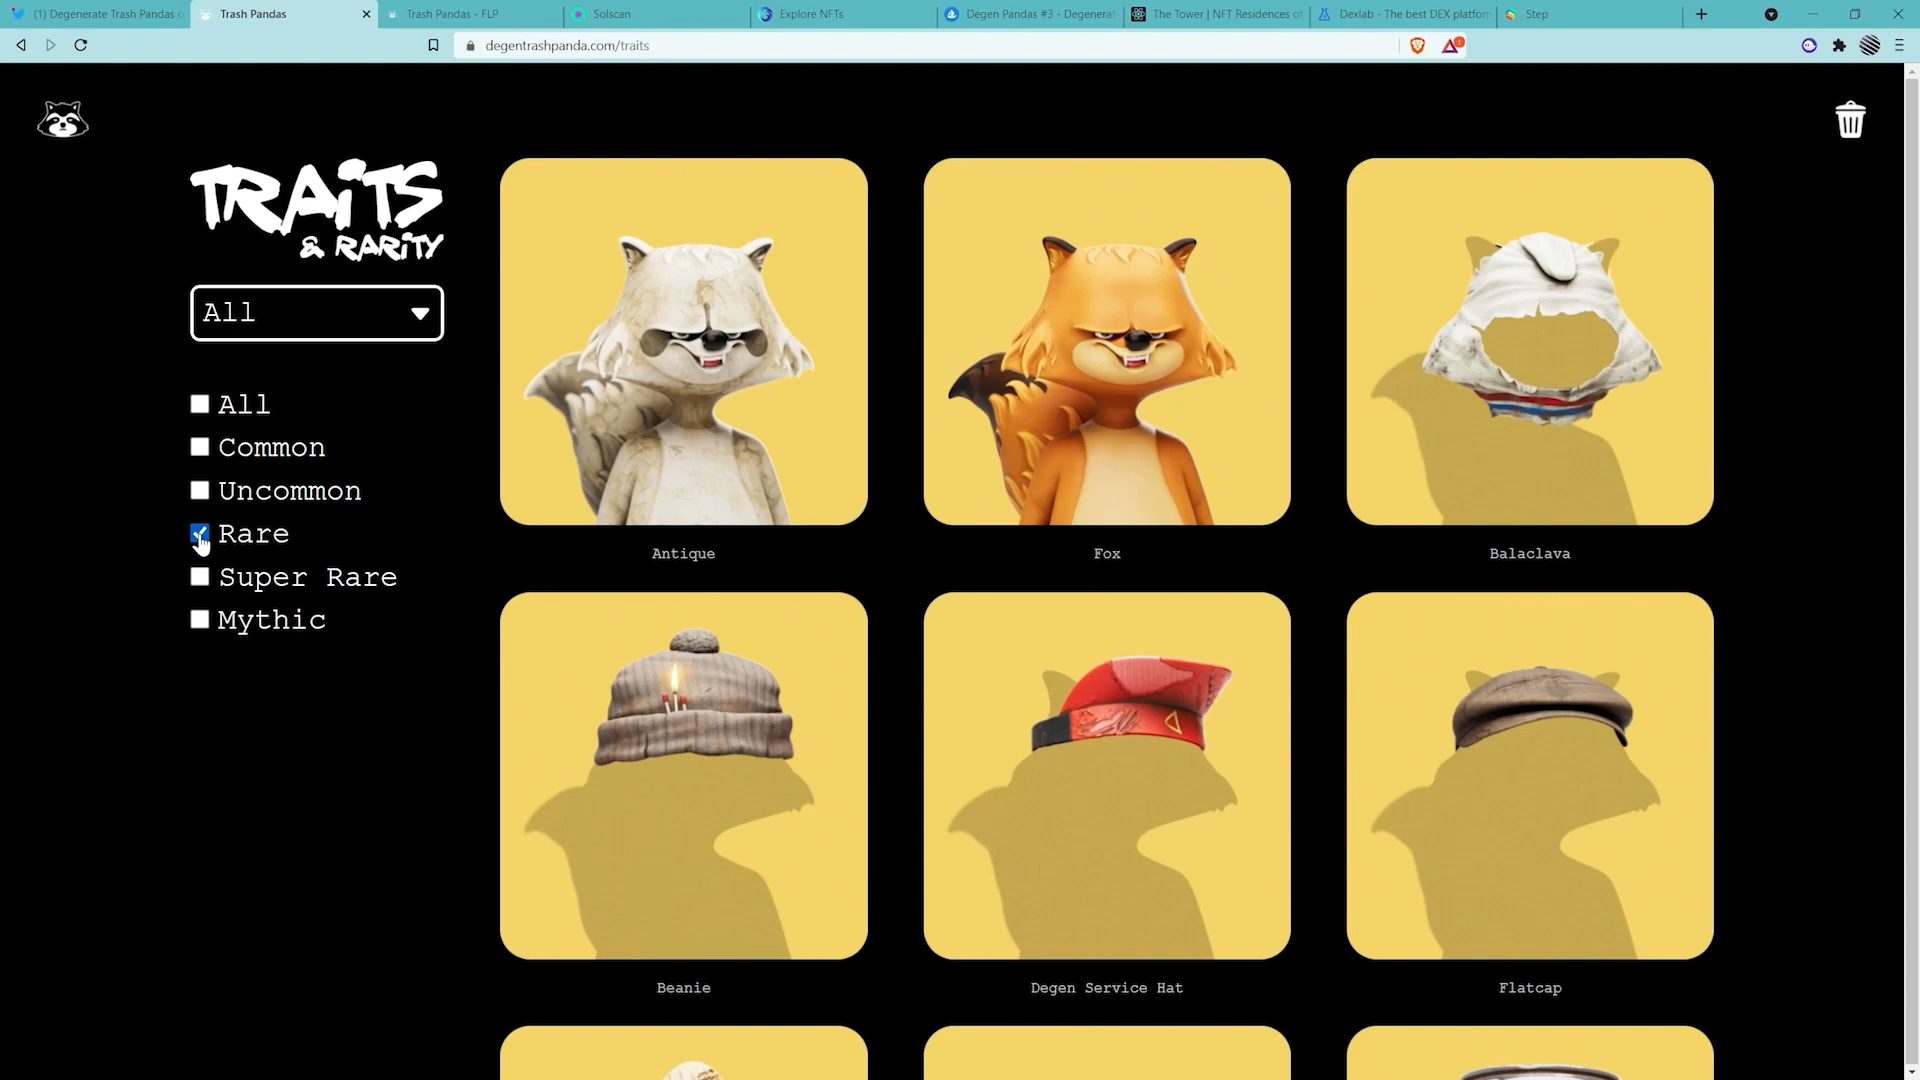 (1) Degenerate Trash Pandas o
Trash Pandas
Trash Pandas - FLP
Solscan
Explore NFTs
Degen Pandas #3 - Degenerat
The Tower | NFT Residences of
Dexlab - The best DEX platform
Step
degentrashpanda.com/traits
1
TRAiTS
& RARiTY
All
All
Common
Uncommon
Rare
Super Rare
Mythic
Antique
Fox
Balaclava
Beanie
Degen Service Hat
Flatcap